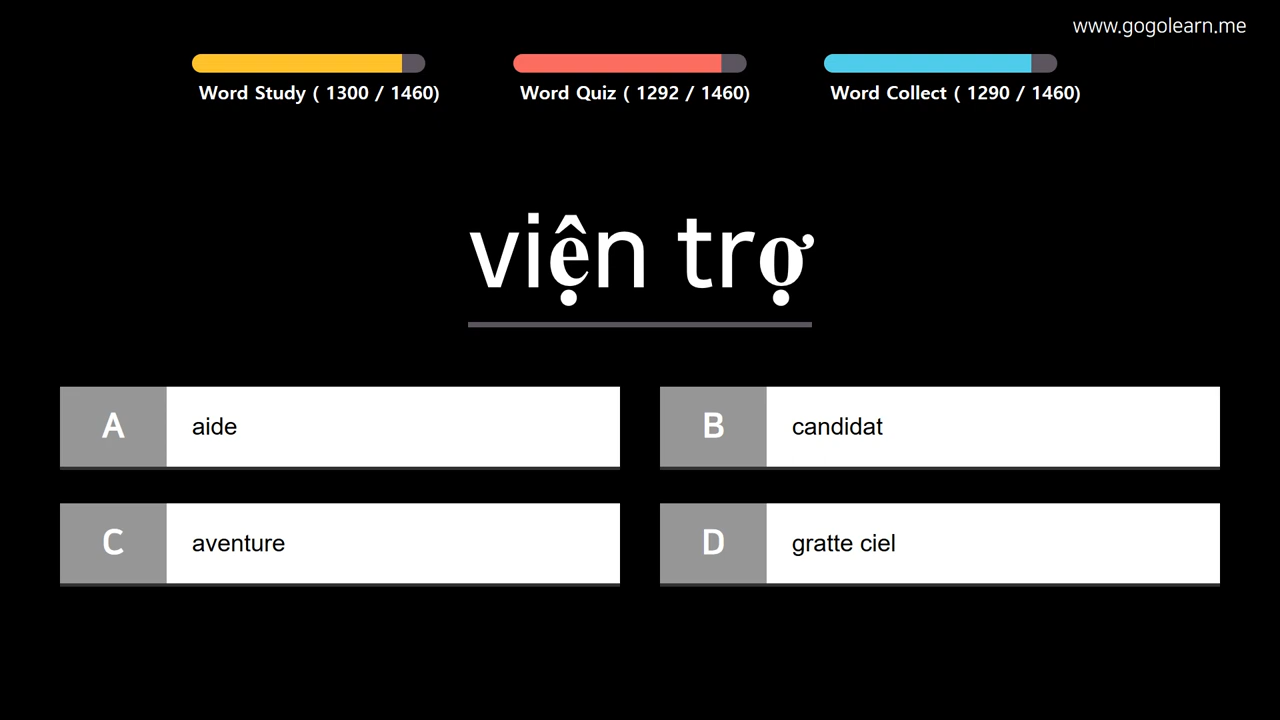 www.gogolearn.me
Word Study ( 1300 / 1460)
Word Quiz ( 1292 / 1460)
Word Collect ( 1290 / 1460)
viện trợ
A aide
B candidat
C aventure
D gratte ciel